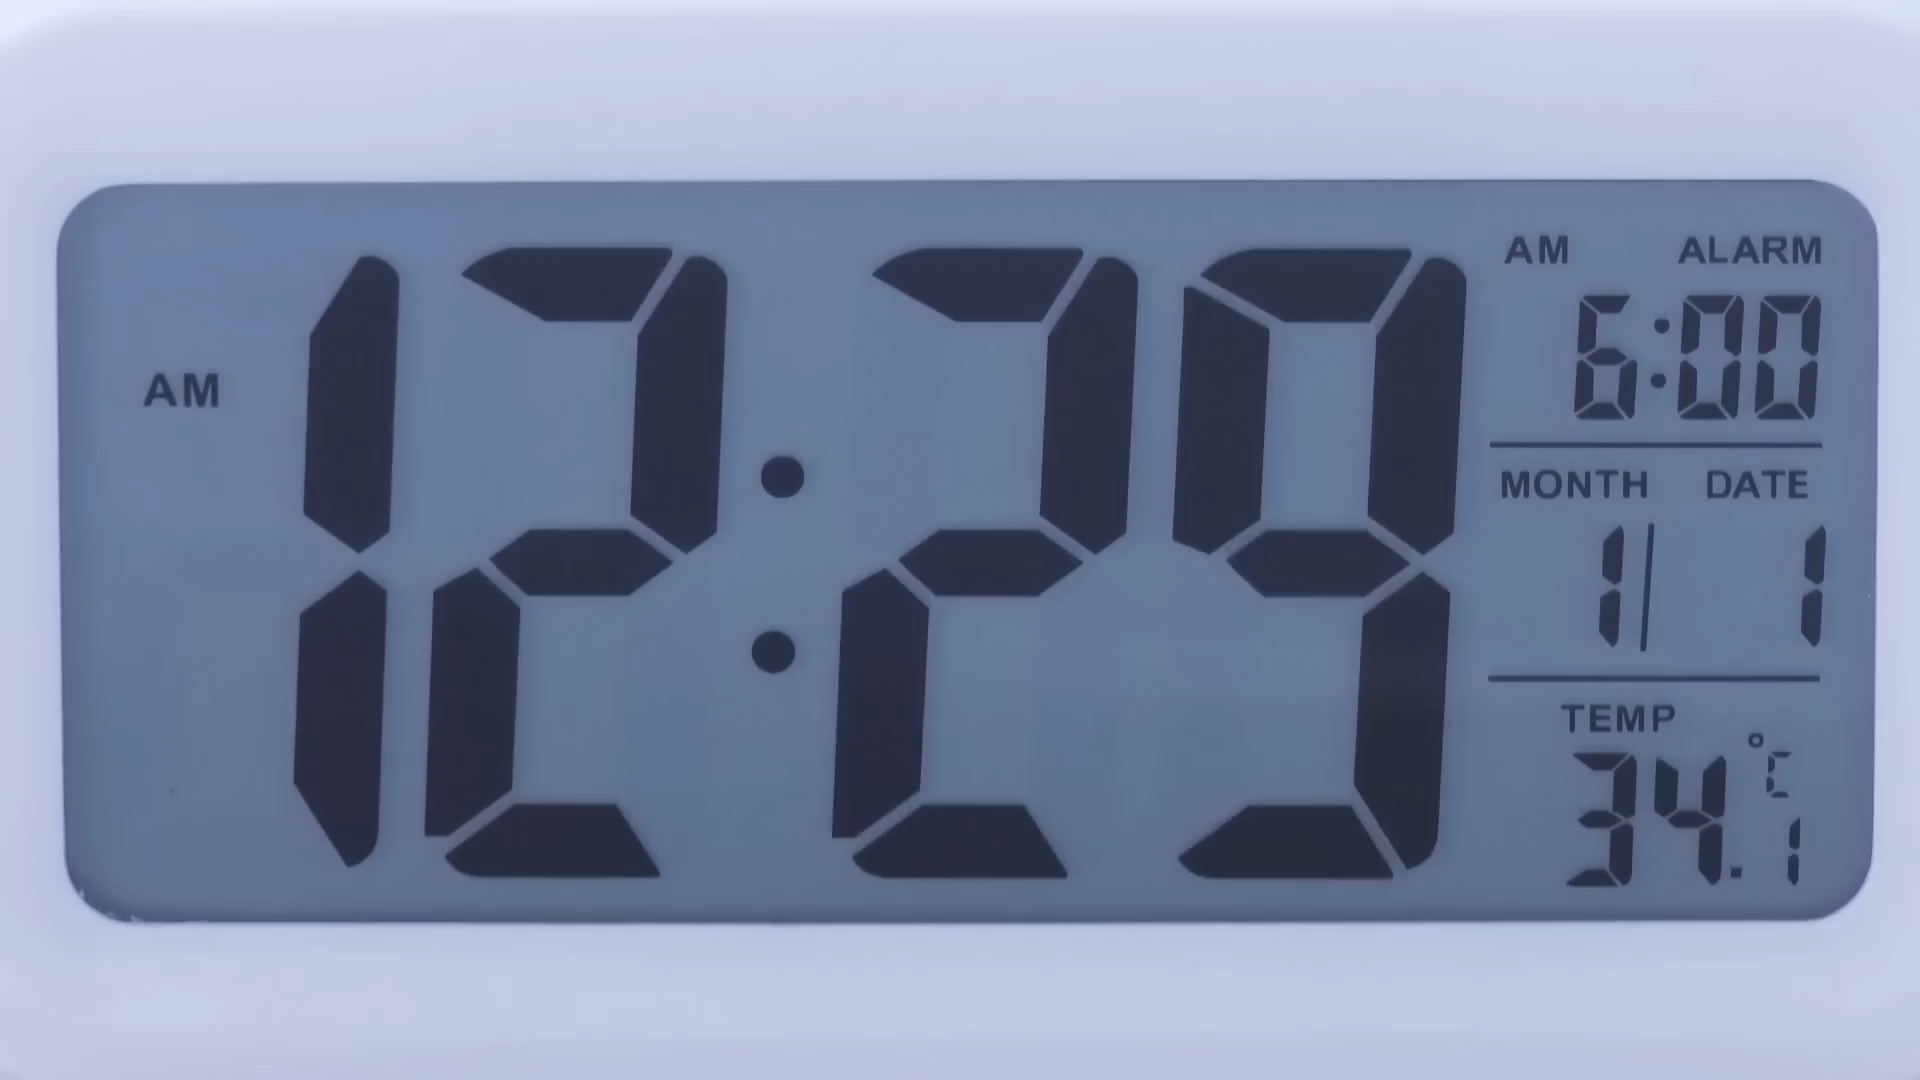 AM 12:29
AM ALARM
6:00
MONTH DATE
1/ 1
TEMP
34.1 °C